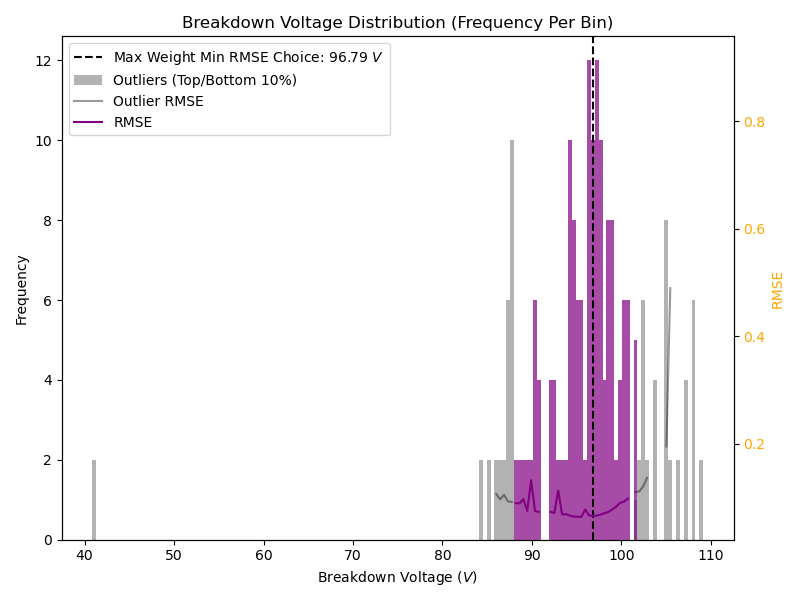 Breakdown Voltage Distribution (Frequency Per Bin)
Max Weight Min RMSE Choice: 96.79 V
Outliers (Top/Bottom 10%)
Outlier RMSE
RMSE
Frequency
12
10
8
6
4
2
0
0.8
0.6
0.4
0.2
RMSE
40 50 60 70 80 90 100 110
Breakdown Voltage (V)